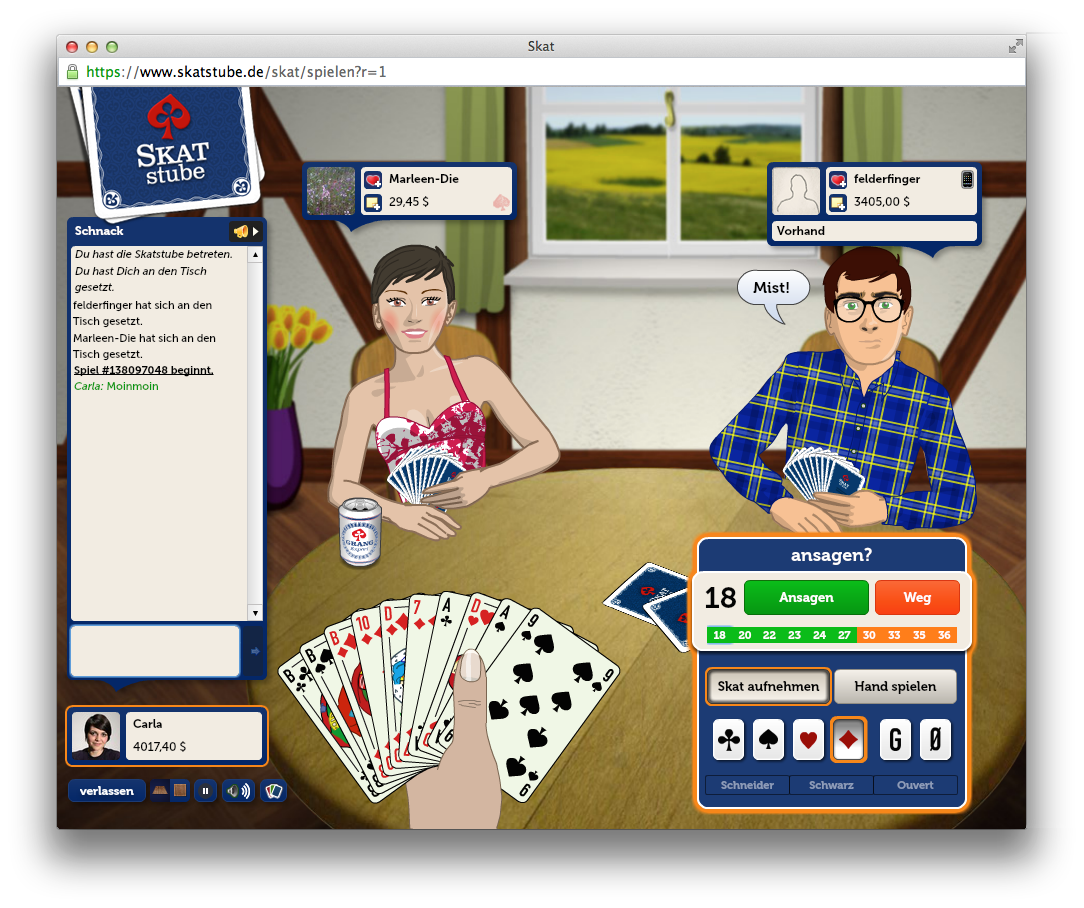 Skat
https://www.skatstube.de/skat/spielen?r=1
SKAT
stube
Marleen-Die
29,45 $
felderfinger
3405,00 $
Vorhand
Schnack
Du hast die Skatstube betreten.
Du hast Dich an den Tisch
gesetzt.
felderfinger hat sich an den
Tisch gesetzt.
Marleen-Die hat sich an den
Tisch gesetzt.
Spiel #138097048 beginnt.
Carla: Moinmoin
Mist!
GRANG
ansagen?
18 Ansagen Weg
18 20 22 23 24 27 30 33 35 36
Skat aufnehmen Hand spielen
G Ø
Schneider Schwarz Ouvert
B B B 10 D 7 A D A 9
9
9
Carla
4017,40 $
verlassen